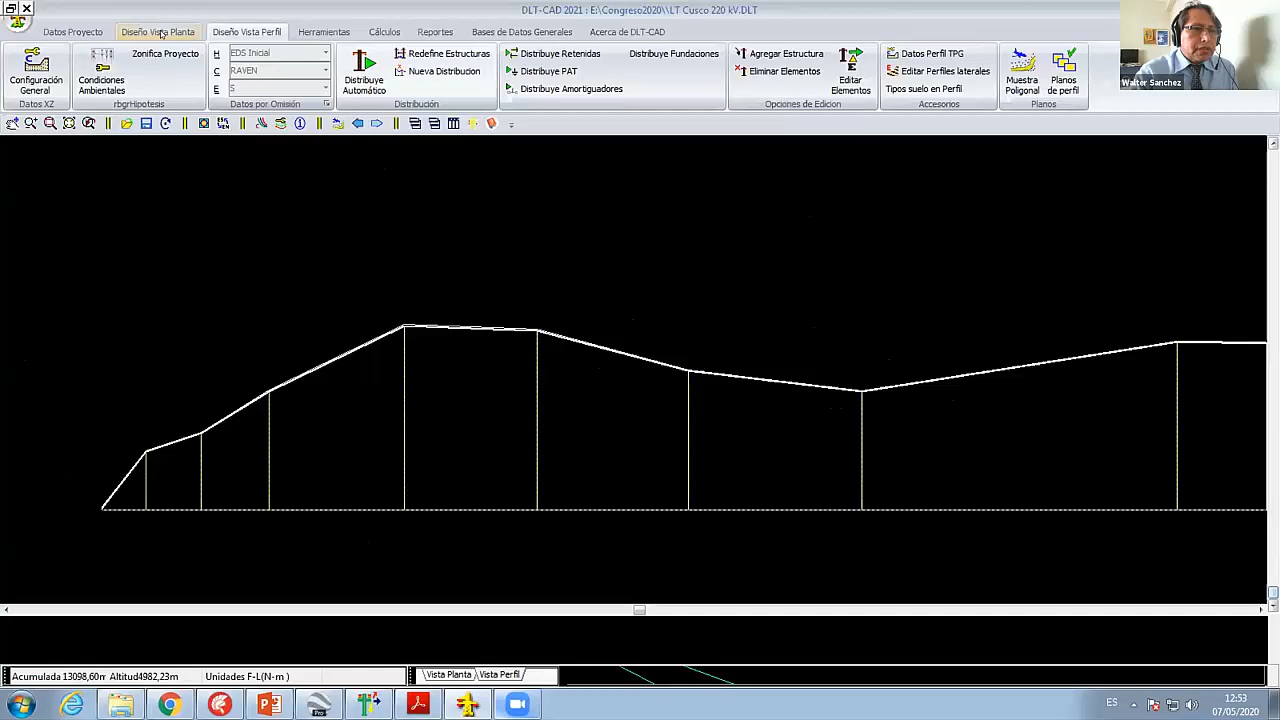 DLT-CAD 2021 : E:\Congreso2020\\LT Cusco 220 kV.DLT
Datos Proyecto
Diseño Vista Planta
Diseño Vista Perfil
Herramientas
Cálculos
Reportes
Bases de Datos Generales
Acerca de DLT-CAD
Configuración
General
Datos XZ
Zonifica Proyecto
Condiciones
Ambientales
rbgrHipotesis
H EDS Inicial
C RAVEN
E S
Datos por Omisión
Distribuye
Automático
Redefine Estructuras
Nueva Distribucion
Distribución
Distribuye Retenidas
Distribuye Fundaciones
Distribuye PAT
Distribuye Amortiguadores
Agregar Estructura
Eliminar Elementos
Editar
Elementos
Opciones de Edicion
Datos Perfil TPG
Editar Perfiles laterales
Tipos suelo en Perfil
Accesorios
Muestra
Poligonal
Planos
de perfil
Planos
Walter Sanchez
Acumulada 13098,60m Altitud4982,23m
Unidades F-L(N-m )
Vista Planta
Vista Perfil
Pro
ES
12:53
07/05/2020